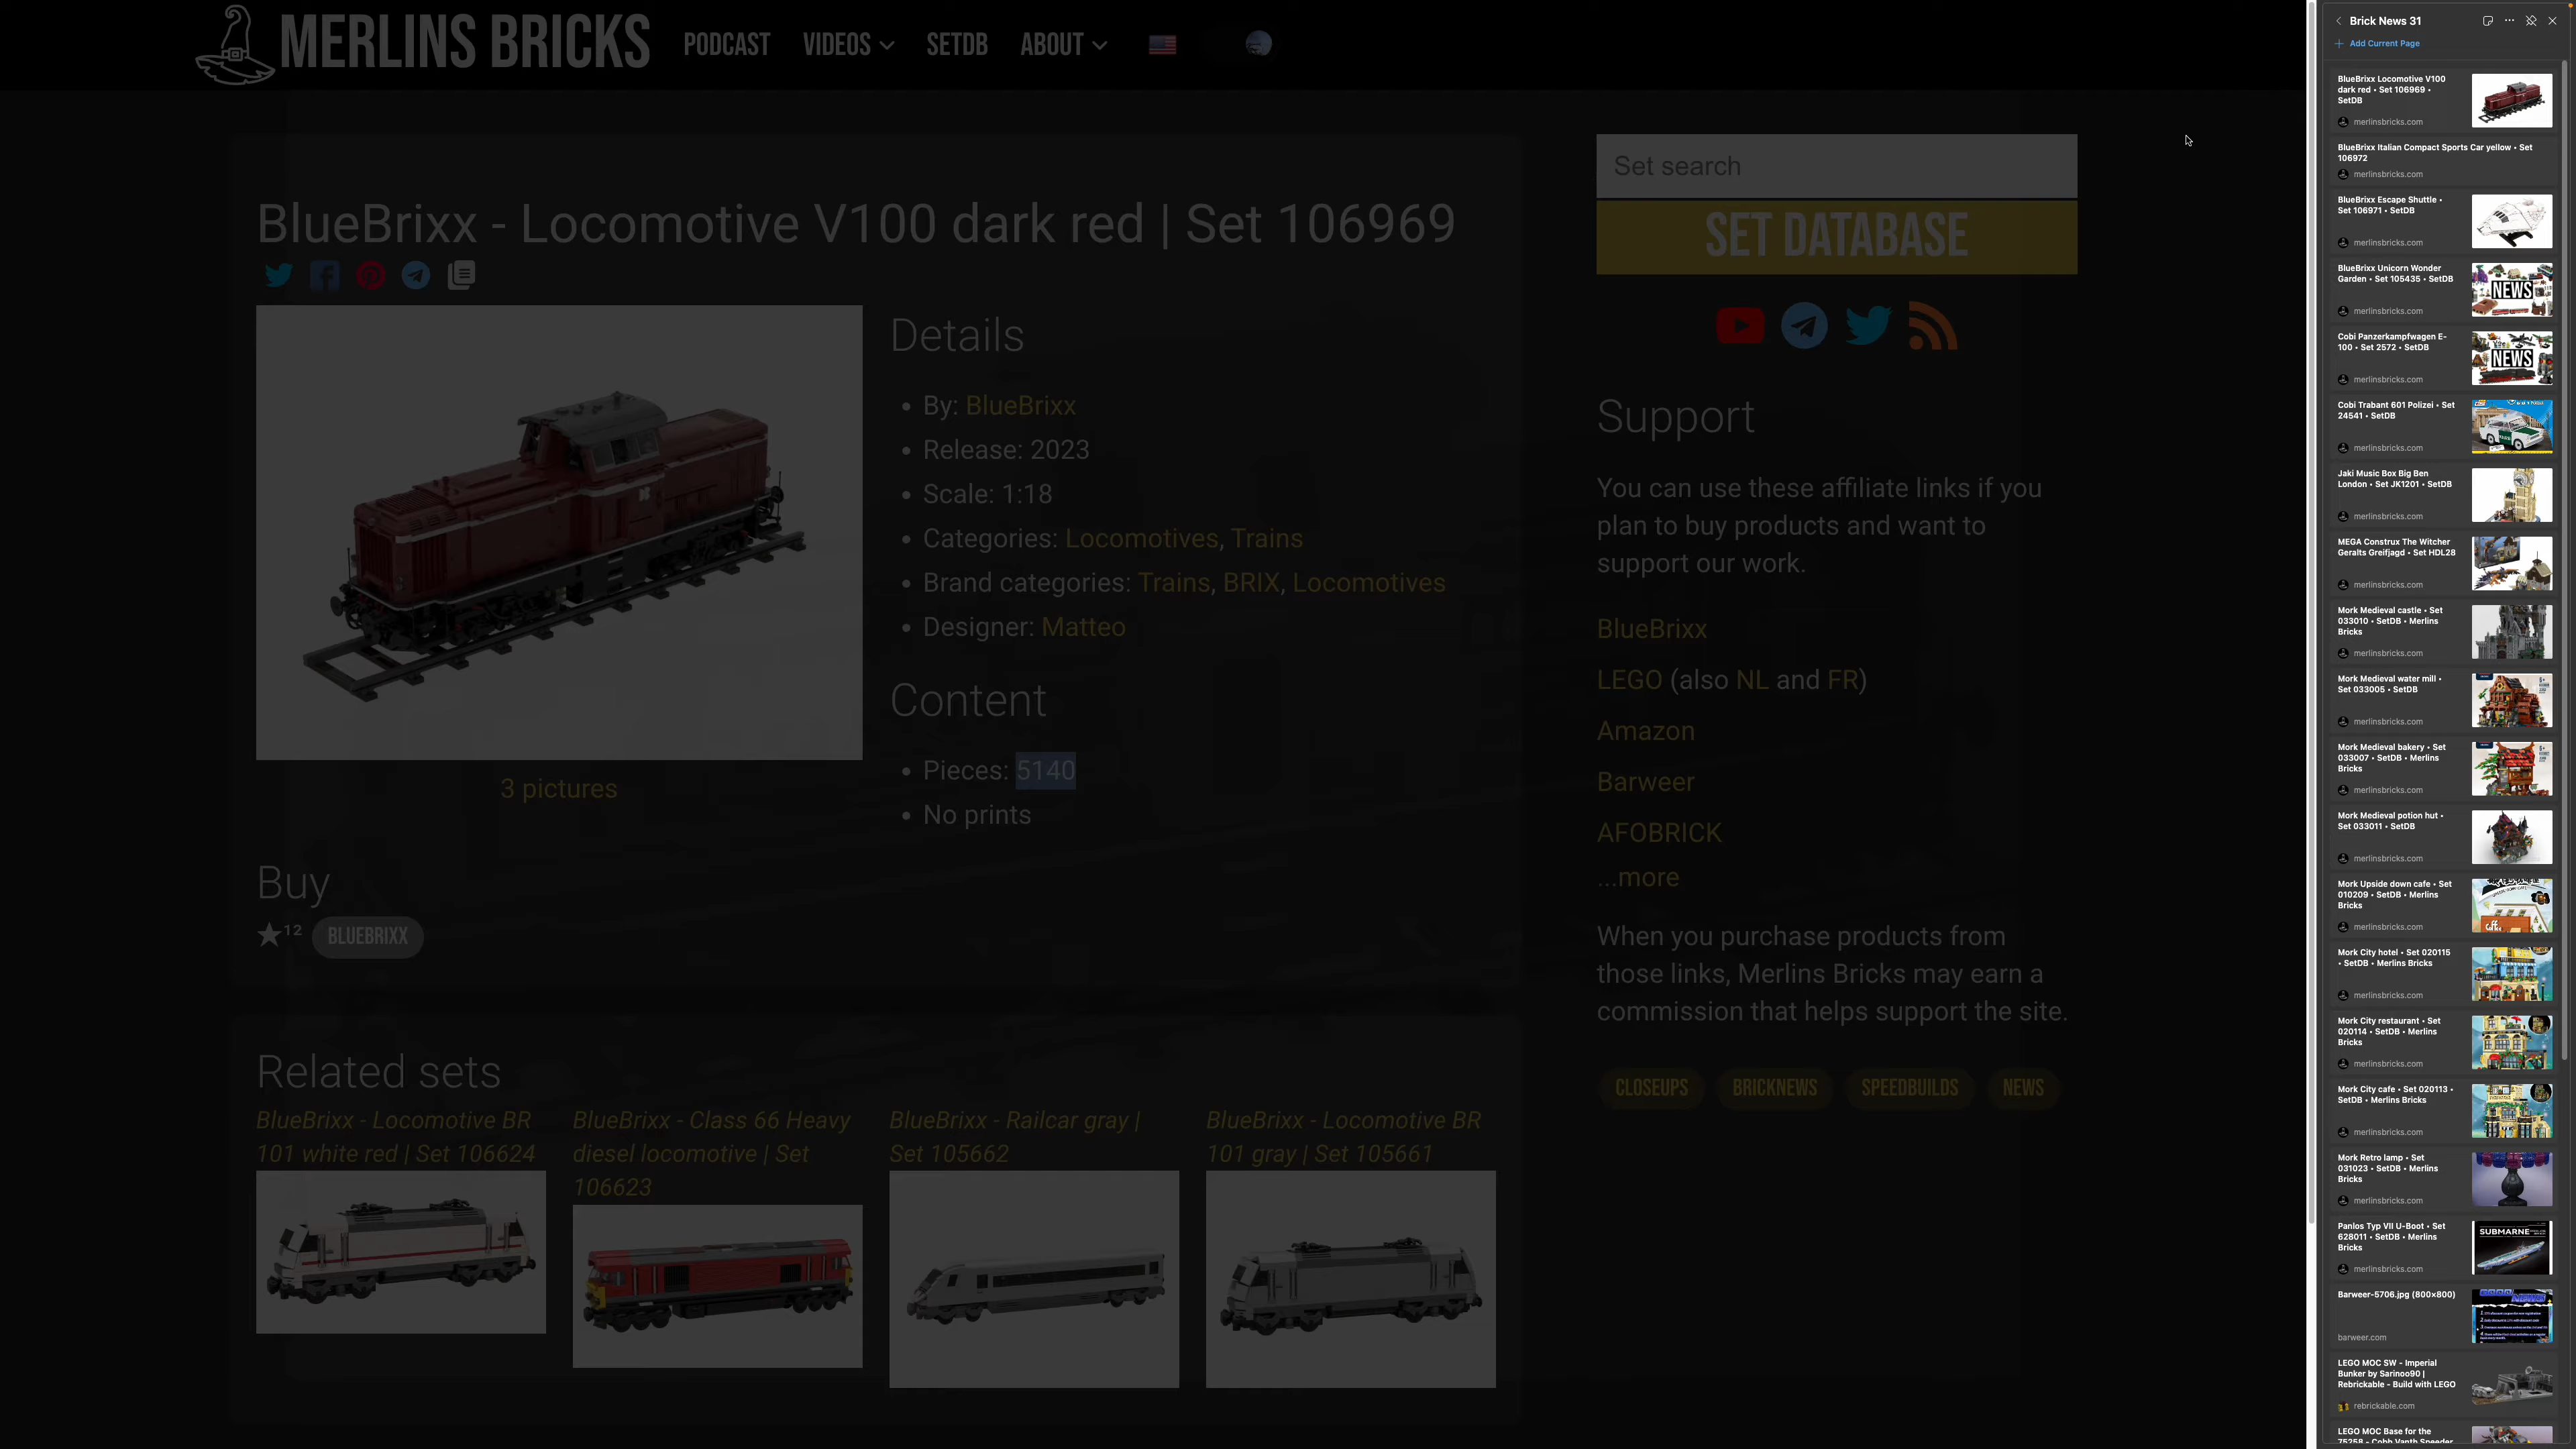 MERLINS BRICKS
PODCAST
VIDEOS
SETDB
ABOUT
BlueBrixx - Locomotive V100 dark red | Set 106969
Details
By: BlueBrixx
Release: 2023
Scale: 1:18
Categories: Locomotives, Trains
Brand categories: Trains, BRIX, Locomotives
Designer: Matteo
Content
Pieces: 5140
No prints
3 pictures
Buy
12
BLUEBRIXX
Related sets
BlueBrixx - Locomotive BR
101 white red | Set 106624
BlueBrixx - Class 66 Heavy
diesel locomotive | Set
106623
BlueBrixx - Railcar gray |
Set 105662
BlueBrixx - Locomotive BR
101 gray | Set 105661
Set search
SET DATABASE
Support
You can use these affiliate links if you
plan to buy products and want to
support our work.
BlueBrixx
LEGO (also NL and FR)
Amazon
Barweer
AFOBRICK
...more
When you purchase products from
those links, Merlins Bricks may earn a
commission that helps support the site.
CLOSEUPS
BRICKNEWS
SPEEDBUILDS
NEWS
Brick News 31
Add Current Page
BlueBrixx Locomotive V100
dark red • Set 106969 •
SetDB
merlinsbricks.com
BlueBrixx Italian Compact Sports Car yellow • Set
106972
merlinsbricks.com
BlueBrixx Escape Shuttle •
Set 106971 • SetDB
merlinsbricks.com
BlueBrixx Unicorn Wonder
Garden • Set 105435 • SetDB
merlinsbricks.com
NEWS
Cobi Panzerkampfwagen E-
100 • Set 2572 • SetDB
merlinsbricks.com
NEWS
Cobi Trabant 601 Polizei • Set
24541 • SetDB
merlinsbricks.com
Jaki Music Box Big Ben
London • Set JK1201 • SetDB
merlinsbricks.com
MEGA Construx The Witcher
Geralts Greifjagd • Set HDL28
merlinsbricks.com
Mork Medieval castle • Set
033010 • SetDB • Merlins
Bricks
merlinsbricks.com
Mork Medieval water mill •
Set 033005 • SetDB
merlinsbricks.com
Mork Medieval bakery • Set
033007 • SetDB • Merlins
Bricks
merlinsbricks.com
Mork Medieval potion hut •
Set 033011 • SetDB
merlinsbricks.com
Mork Upside down cafe • Set
010209 • SetDB • Merlins
Bricks
merlinsbricks.com
Mork City hotel • Set 020115
• SetDB • Merlins Bricks
merlinsbricks.com
Mork City restaurant • Set
020114 • SetDB • Merlins
Bricks
merlinsbricks.com
Mork City cafe • Set 020113 •
SetDB • Merlins Bricks
merlinsbricks.com
Mork Retro lamp • Set
031023 • SetDB • Merlins
Bricks
merlinsbricks.com
Panlos Typ VII U-Boot • Set
628011 • SetDB • Merlins
Bricks
merlinsbricks.com
SUBMARNE
Barweer-5706.jpg (800×800)
barweer.com
LEGO MOC SW - Imperial
Bunker by Sarinoo90 |
Rebrickable - Build with LEGO
rebrickable.com
LEGO MOC Base for the
75258 - Cobb Vanth Speeder